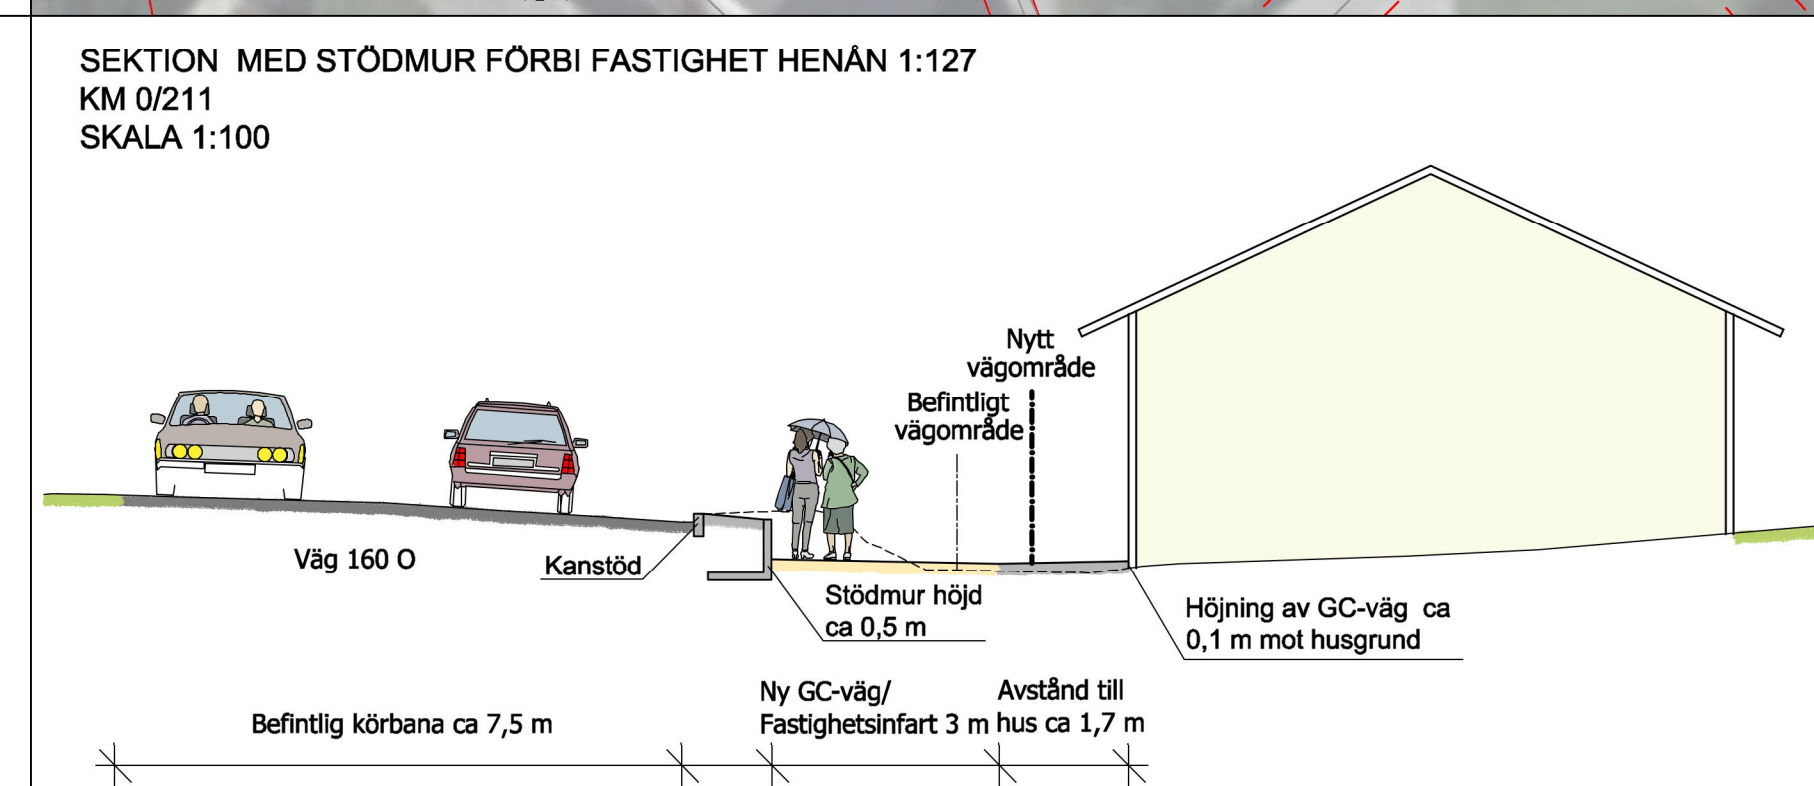 SEKTION MED STÖDMUR FÖRBI FASTIGHET HENÅN 1:127
KM 0/211
SKALA 1:100
Nytt
vägområde
Befintligt
vägområde
Väg 160 O
Kanstöd
Stödmur höjd
ca 0,5 m
Höjning av GC-väg ca
0,1 m mot husgrund
Befintlig körbana ca 7,5 m
Ny GC-väg/
Fastighetsinfart 3 m
Avstånd till
hus ca 1,7 m